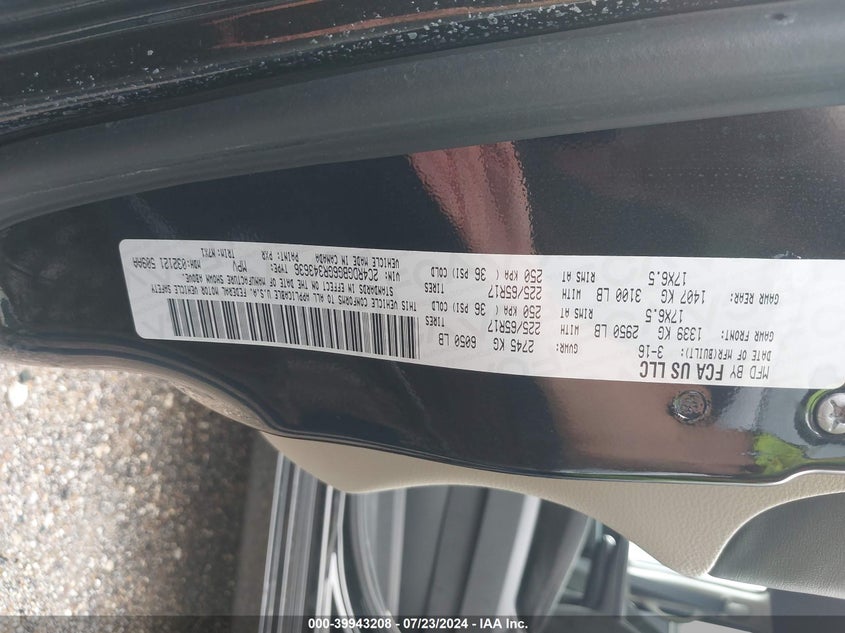 MFD BY FCA US LLC
DATE OF MFR(BUILT): 3-16 GVWR: 2745 KG 6050 LB
GAWR FRONT: 1339 KG 2950 LB WITH 225/65R17 TIRES
17X6.5 RIMS AT 250 KPA ( 36 PSI ) COLD
GAWR REAR: 1407 KG 3100 LB WITH 225/65R17 TIRES
17X6.5 RIMS AT 250 KPA ( 36 PSI ) COLD
THIS VEHICLE CONFORMS TO ALL APPLICABLE U.S.A. FEDERAL MOTOR VEHICLE SAFETY
STANDARDS IN EFFECT ON THE DATE OF MANUFACTURE SHOWN ABOVE.
VIN: 2C4RDGBG6GR343636 TYPE: MPV MDH: 032121 509AA
VEHICLE MADE IN CANADA PAINT: PXR TRIM: M7X1
000-39943208 - 07/23/2024 - IAA Inc.